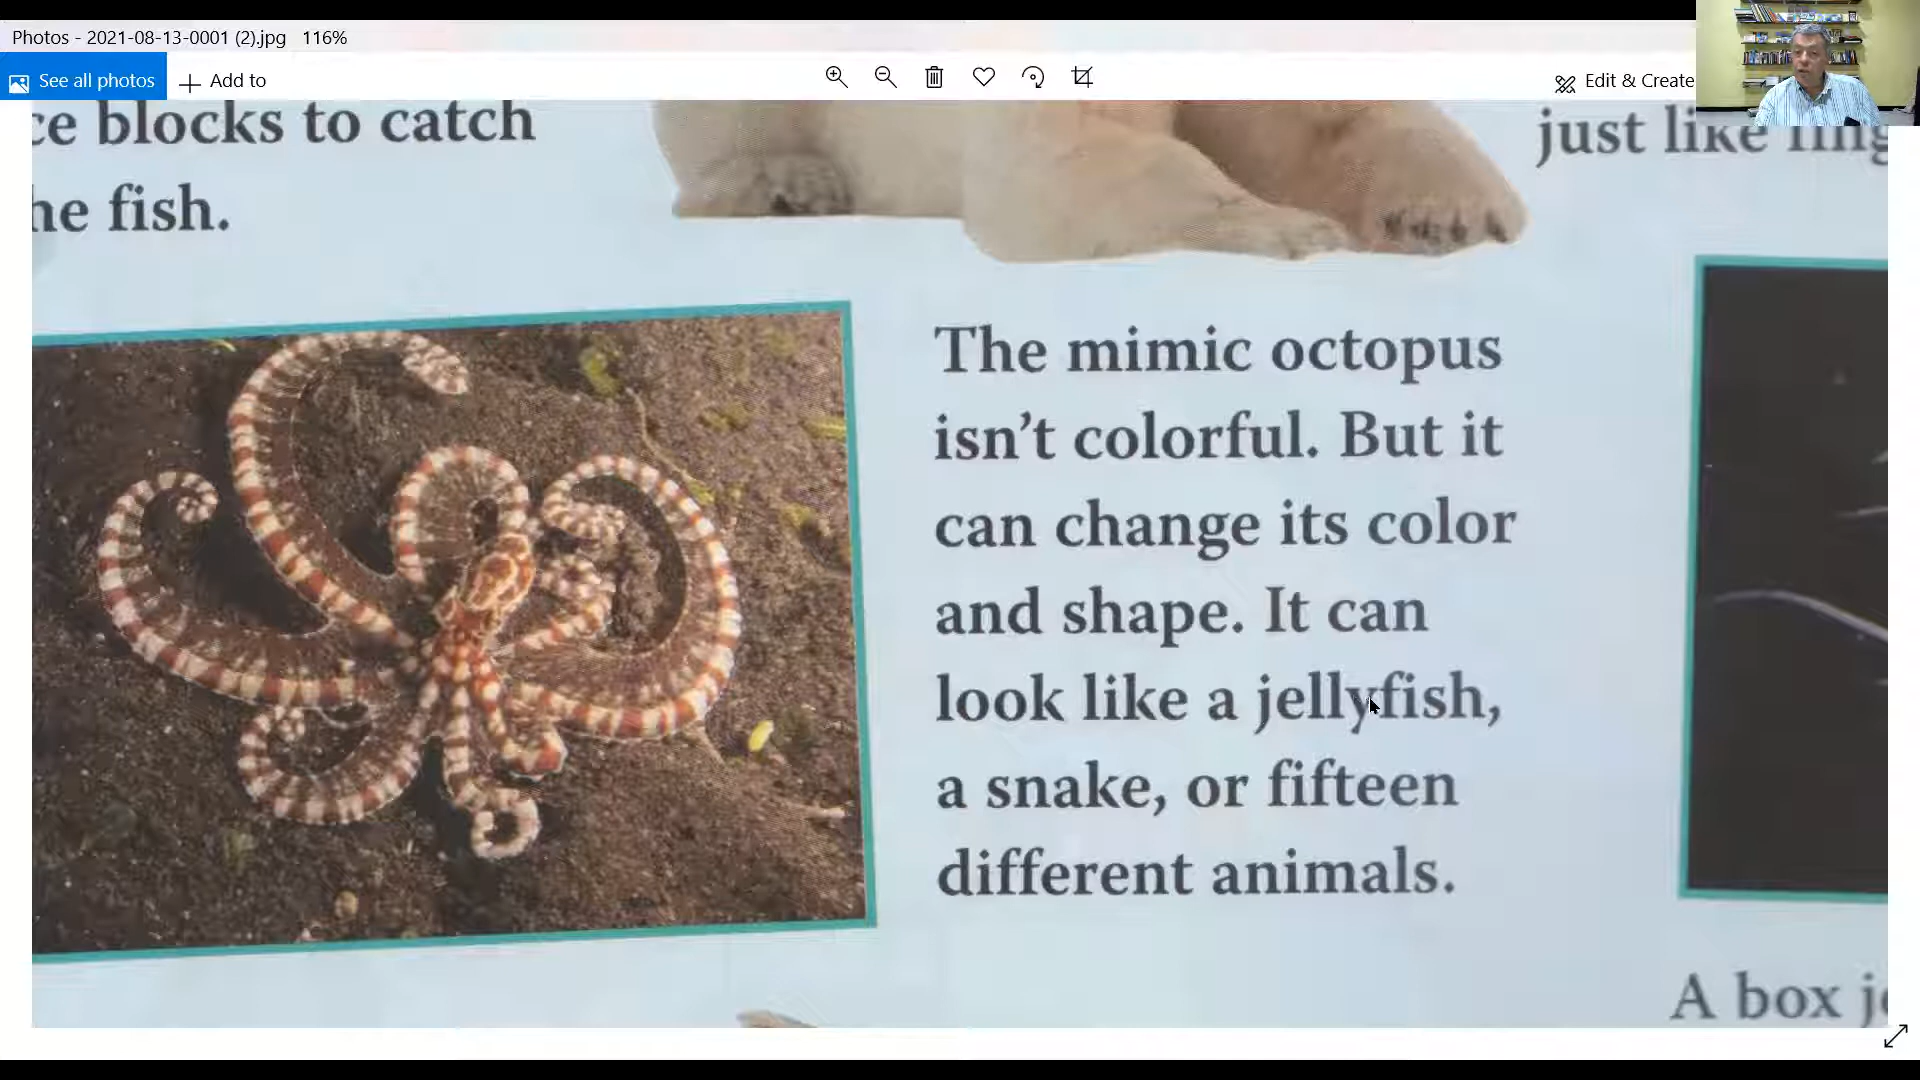 Photos - 2021-08-13-0001 (2).jpg 116%
See all photos
Add to
Edit & Create
blocks to catch
fish.
just like
The mimic octopus
isn't colorful. But it
can change its color
and shape. It can
look like a jellyfish,
a snake, or fifteen
different animals.
A box